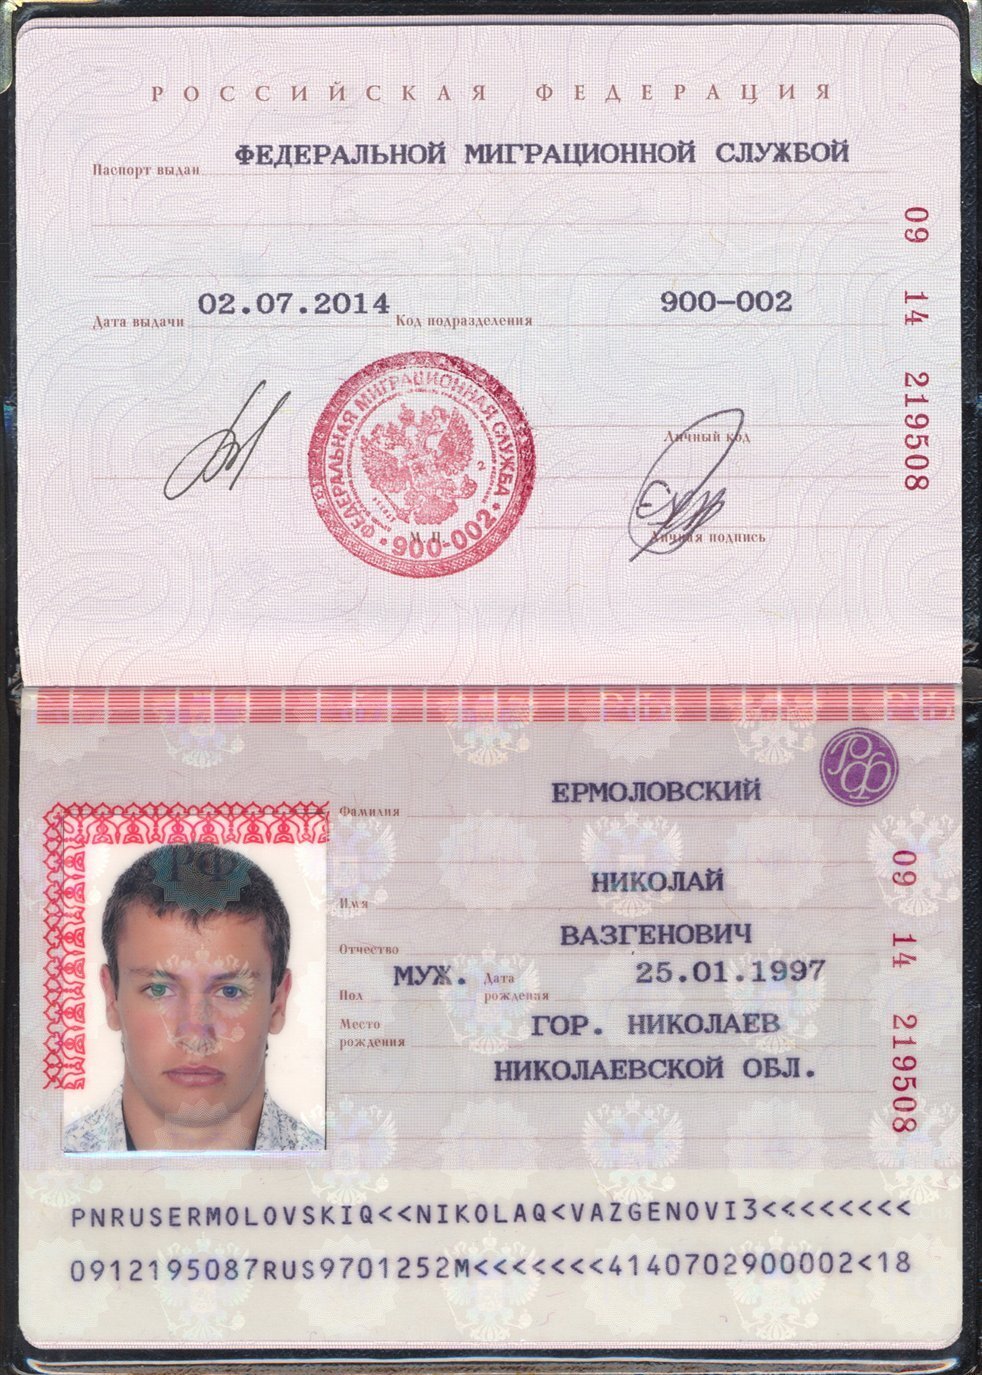 РОССИЙСКАЯ ФЕДЕРАЦИЯ
Паспорт выдан ФЕДЕРАЛЬНОЙ МИГРАЦИОННОЙ СЛУЖБОЙ
Дата выдачи 02.07.2014 Код подразделения 900-002
Личный код
ФЕДЕРАЛЬНАЯ МИГРАЦИОННАЯ СЛУЖБА
2
900-002
М.П.
Личная подпись
09 14 219508
РФ
Фамилия ЕРМОЛОВСКИЙ
Имя НИКОЛАЙ
Отчество ВАЗГЕНОВИЧ
Пол МУЖ. Дата рождения 25.01.1997
Место рождения ГОР. НИКОЛАЕВ
НИКОЛАЕВСКОЙ ОБЛ.
РФ
09 14 219508
PNRUSERMOLOVSKIQ<<NIKOLAQ<VAZGENOVI3<<<<<<<<
0912195087RUS9701252M<<<<<<<4140702900002<18